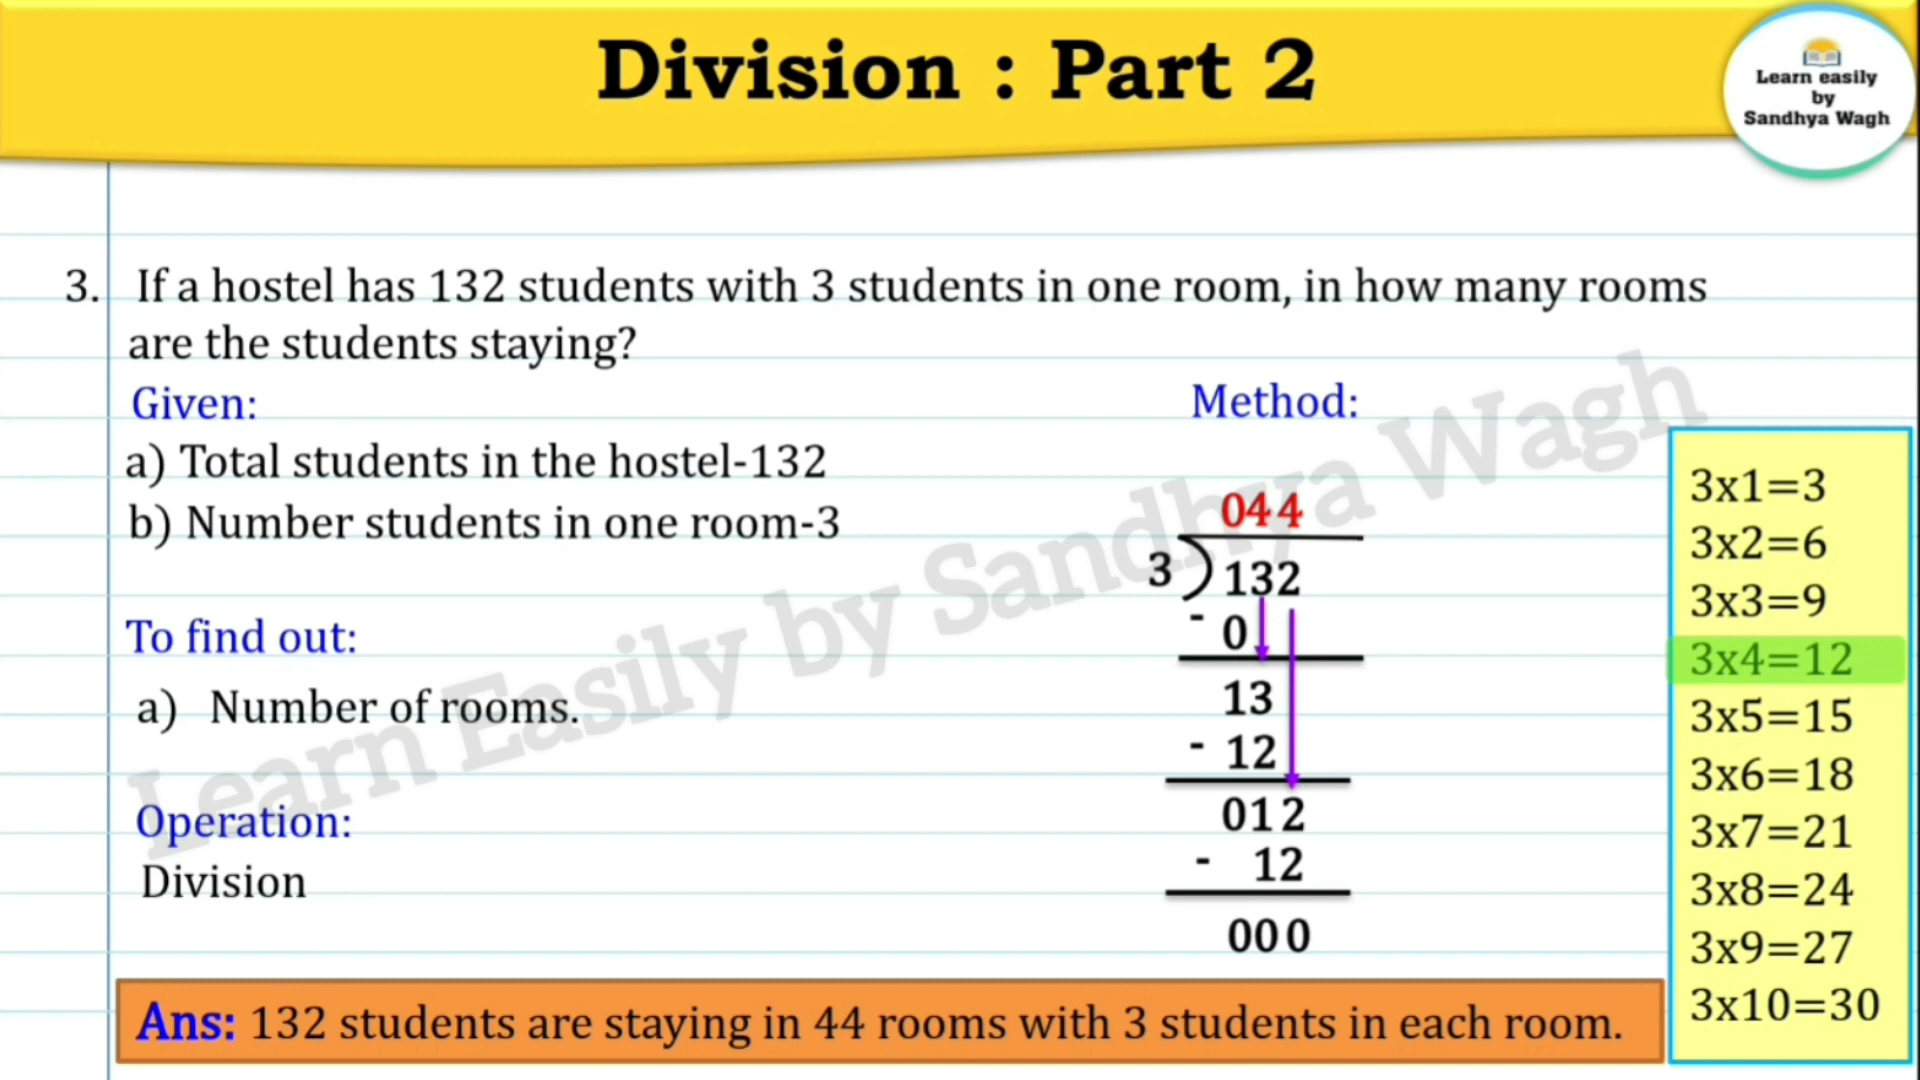 Division : Part 2
Learn easily
by
Sandhya Wagh
3. If a hostel has 132 students with 3 students in one room, in how many rooms
are the students staying?
Given:
a) Total students in the hostel-132
b) Number students in one room-3
To find out:
a) Number of rooms.
Operation:
Division
Method:
044
3 ) 132
- 0
13
- 12
012
- 12
000
3x1=3
3x2=6
3x3=9
3x4=12
3x5=15
3x6=18
3x7=21
3x8=24
3x9=27
3x10=30
Ans: 132 students are staying in 44 rooms with 3 students in each room.
Learn Easily by Sandhya Wagh